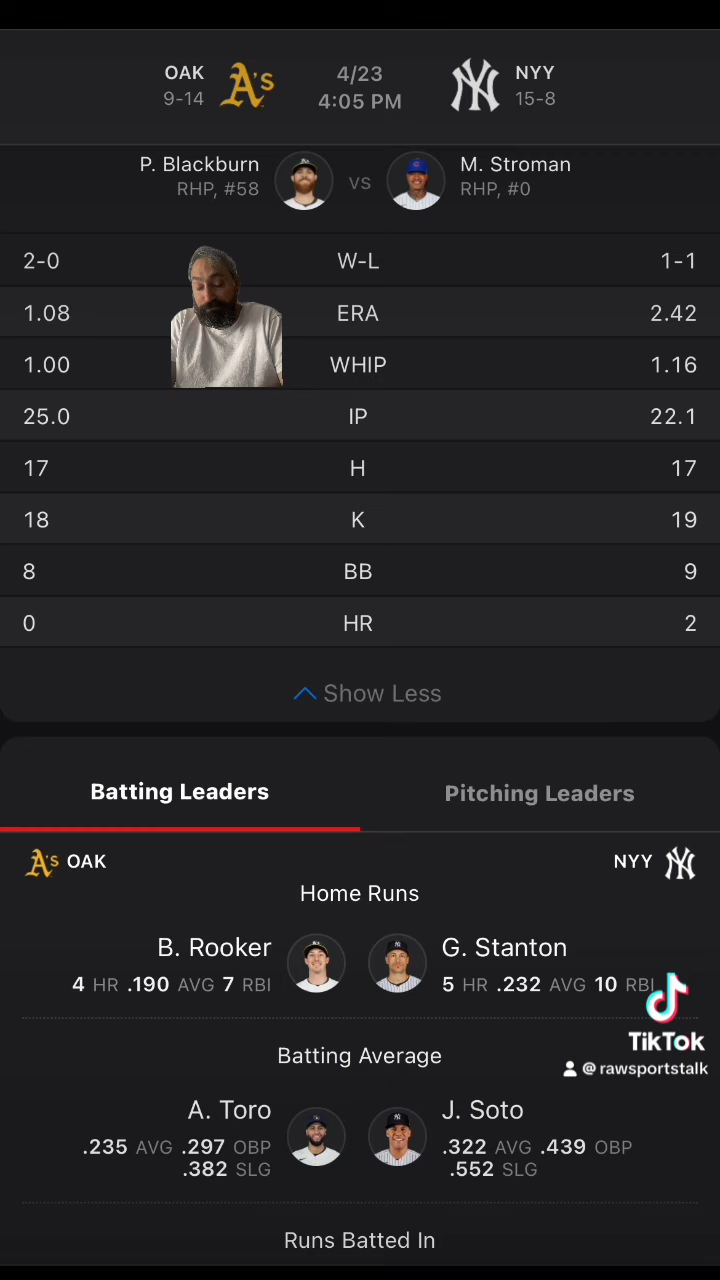 OAK 4/23 NYY
9-14 A's 4:05 PM NY 15-8
P. Blackburn M. Stroman
RHP, #58 VS RHP, #0
2-0 W-L 1-1
1.08 ERA 2.42
1.00 WHIP 1.16
25.0 IP 22.1
17 H 17
18 K 19
8 BB 9
0 HR 2
Show Less
Batting Leaders Pitching Leaders
A's OAK NYY NY
Home Runs
B. Rooker G. Stanton
4 HR .190 AVG 7 RBI 5 HR .232 AVG 10 RBI
TikTok
Batting Average
@rawsportstalk
A. Toro J. Soto
.235 AVG .297 OBP .322 AVG .439 OBP
.382 SLG .552 SLG
Runs Batted In